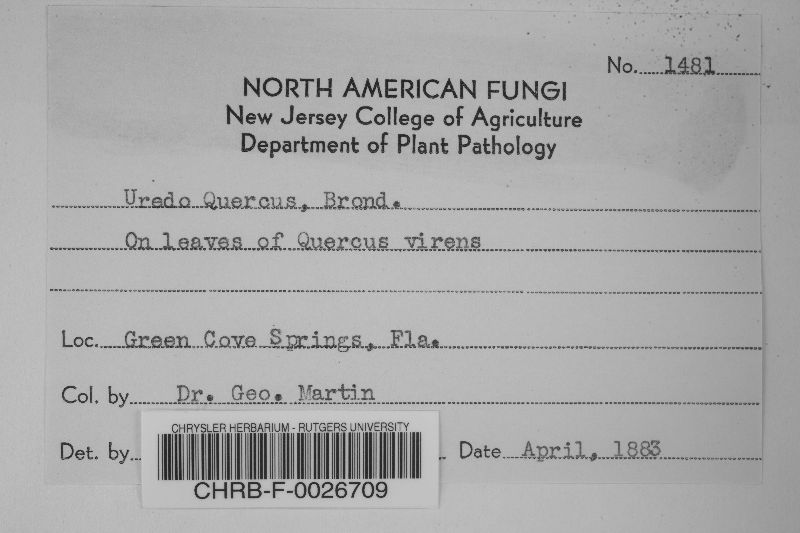 No. 1481
NORTH AMERICAN FUNGI
New Jersey College of Agriculture
Department of Plant Pathology
Uredo Quercus, Brond.
On leaves of Quercus virens
Loc. Green Cove Springs, Fla.
Col. by Dr. Geo. Martin
Det. by
Date April, 1883
CHRYSLER HERBARIUM - RUTGERS UNIVERSITY
CHRB-F-0026709